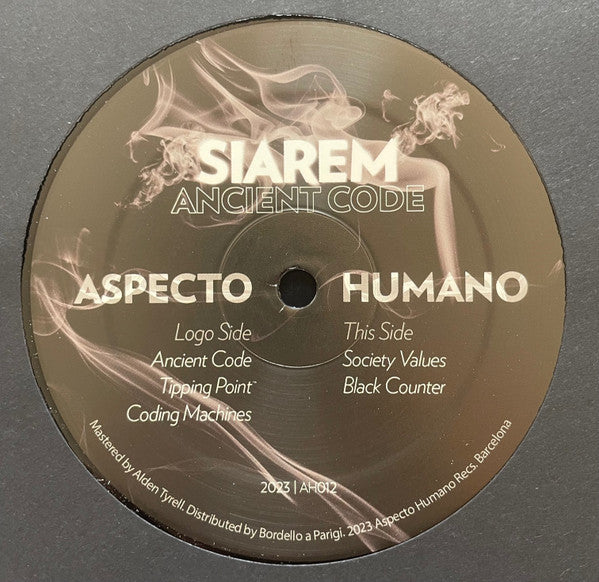 SIAREM
ANCIENT CODE
ASPECTO HUMANO
Logo Side
Ancient Code
Tipping Point
Coding Machines
This Side
Society Values
Black Counter
2023 | AH012
Mastered by Alden Tyrell. Distributed by Bordello a Parigi. 2023 Aspecto Humano Recs. Barcelona